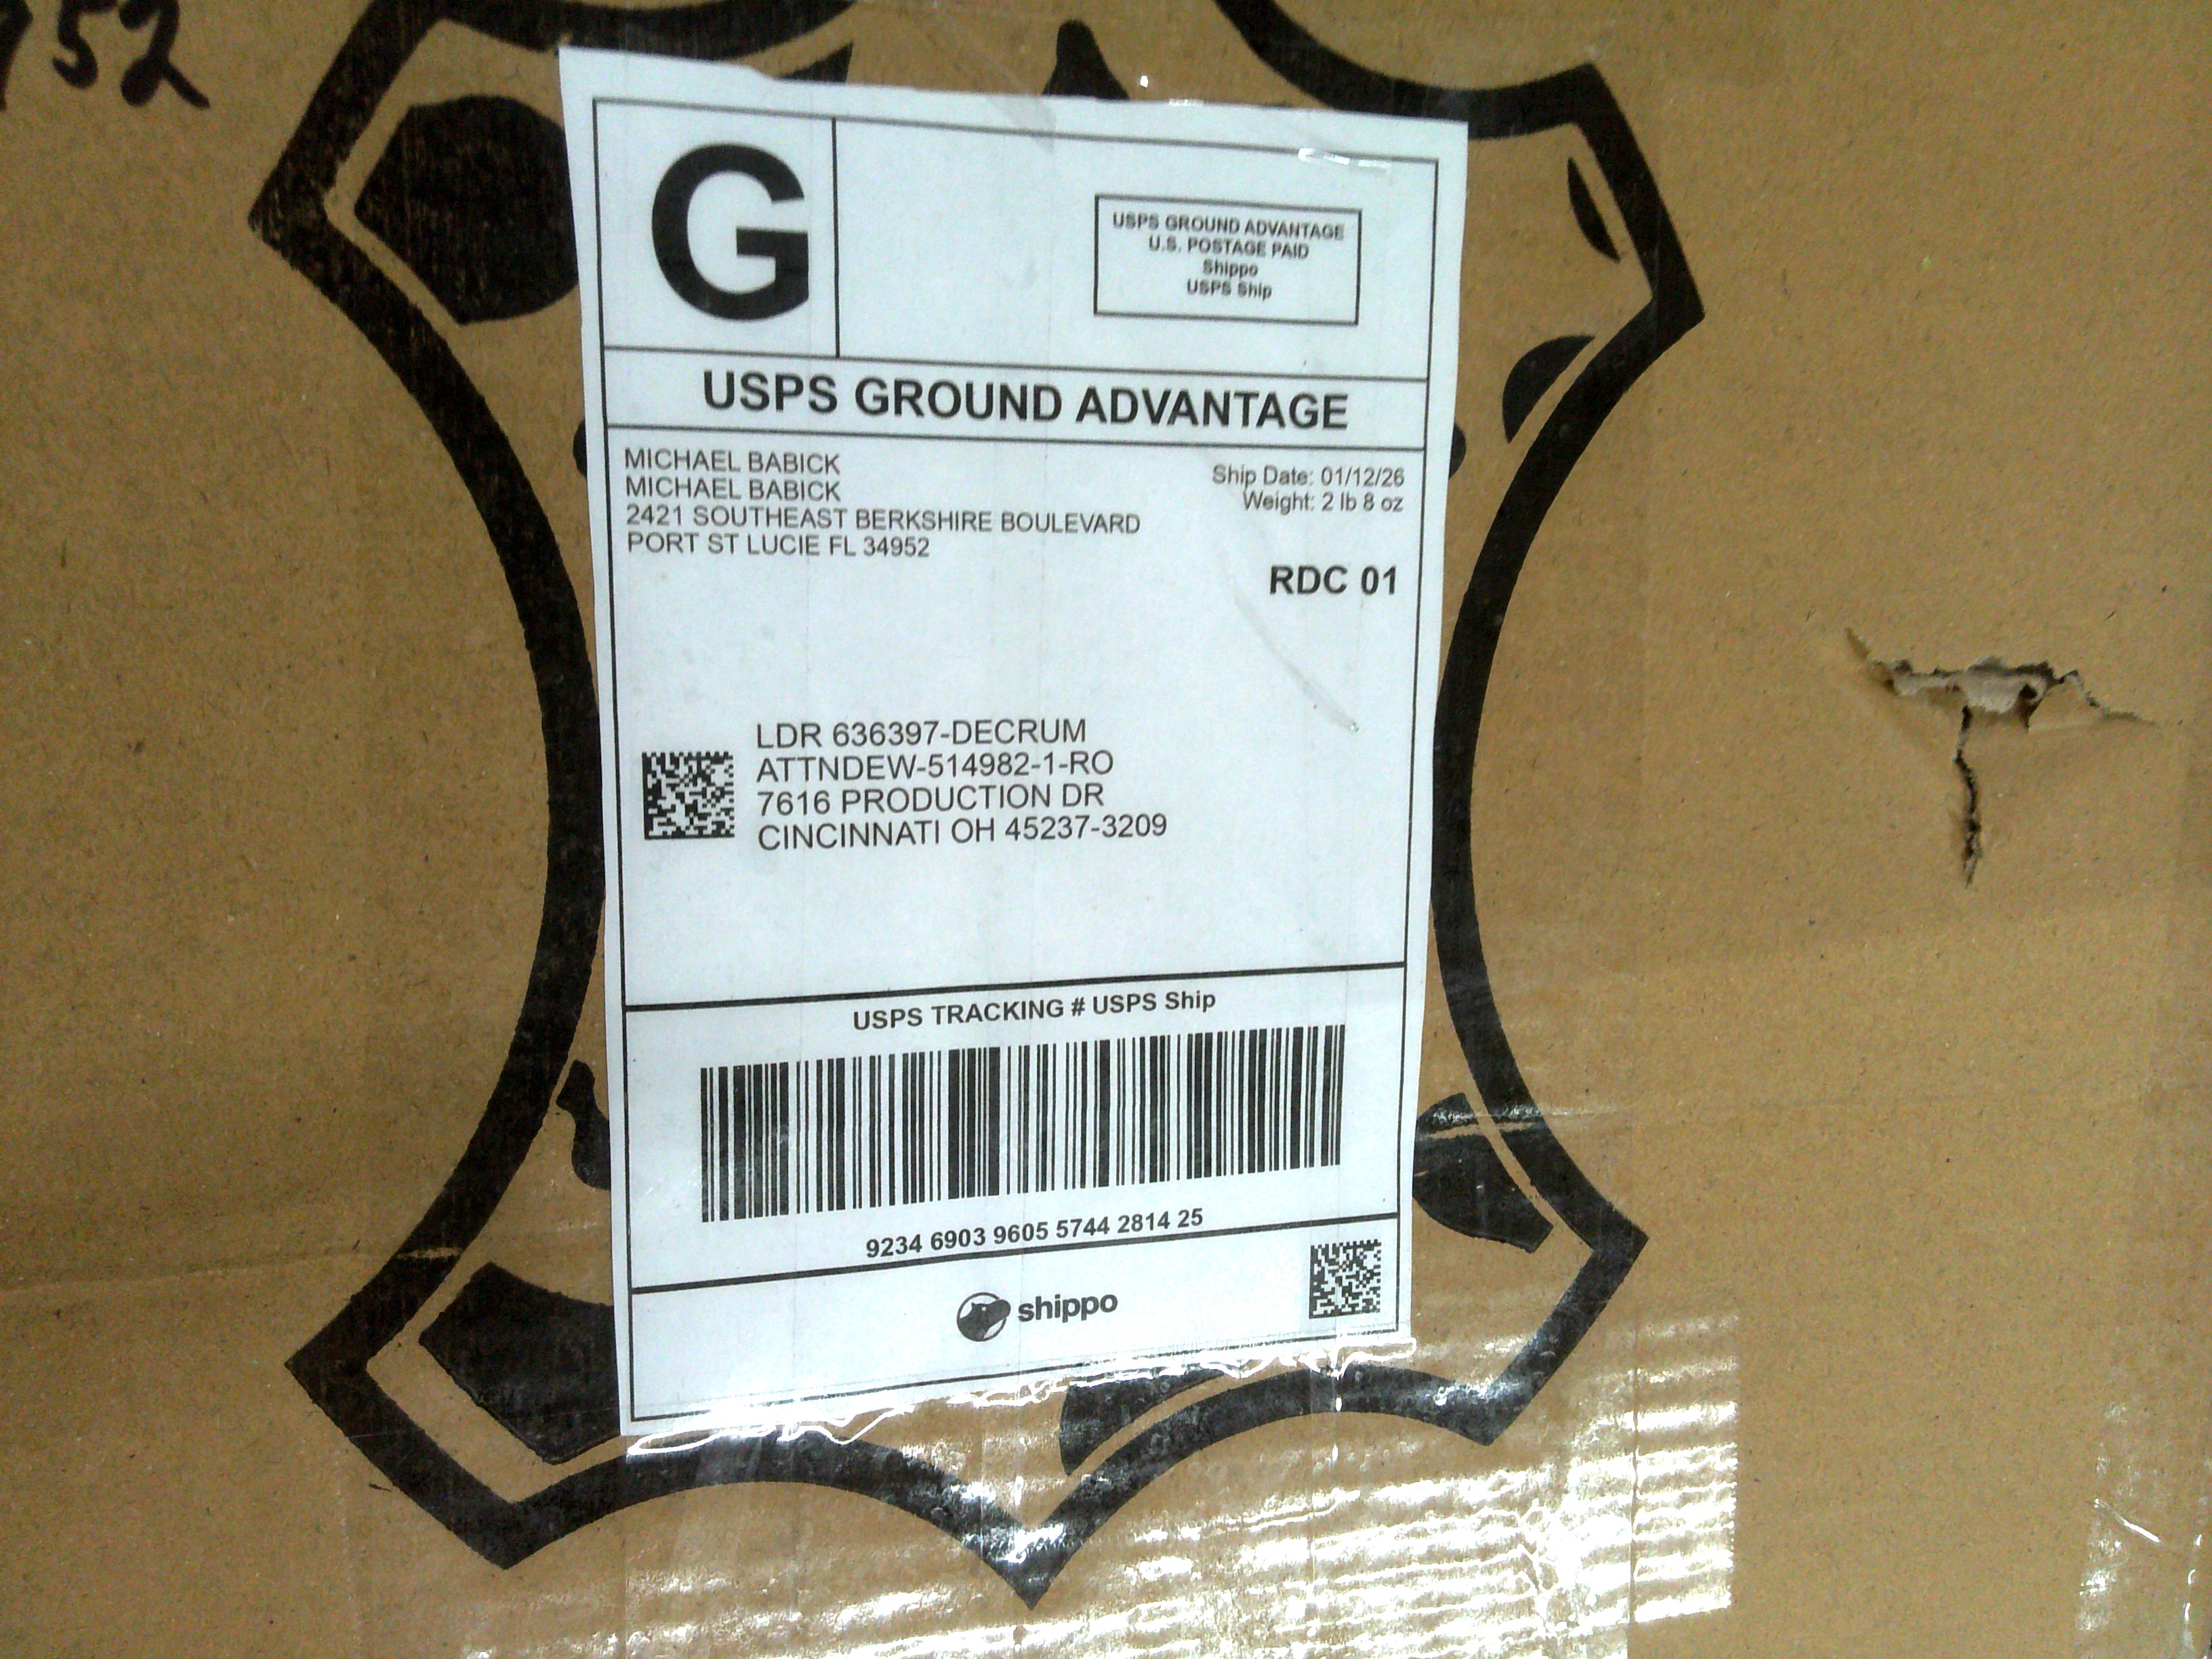 52
G
USPS GROUND ADVANTAGE
U.S. POSTAGE PAID
Shippo
USPS Ship
USPS GROUND ADVANTAGE
MICHAEL BABICK
MICHAEL BABICK
2421 SOUTHEAST BERKSHIRE BOULEVARD
PORT ST LUCIE FL 34952
Ship Date: 01/12/26
Weight: 2 lb 8 oz
RDC 01
LDR 636397-DECRUM
ATTNDEW-514982-1-RO
7616 PRODUCTION DR
CINCINNATI OH 45237-3209
USPS TRACKING # USPS Ship
9234 6903 9605 5744 2814 25
shippo